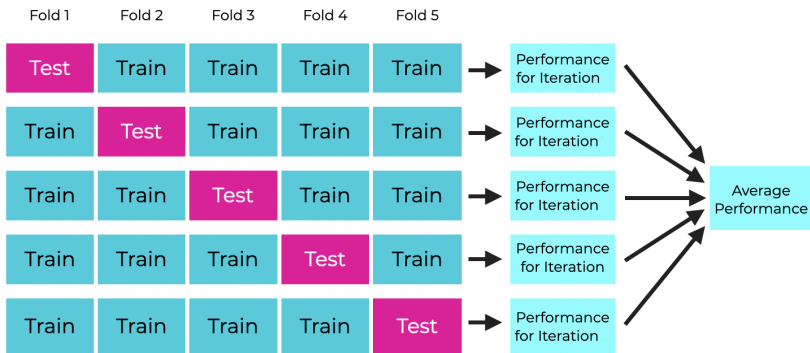 Fold 1 Fold 2 Fold 3 Fold 4 Fold 5
Test Train Train Train Train
Performance
for Iteration
Train Test Train Train Train
Performance
for Iteration
Train Train Test Train Train
Performance
for Iteration
Average
Performance
Train Train Train Test Train
Performance
for Iteration
Train Train Train Train Test
Performance
for Iteration